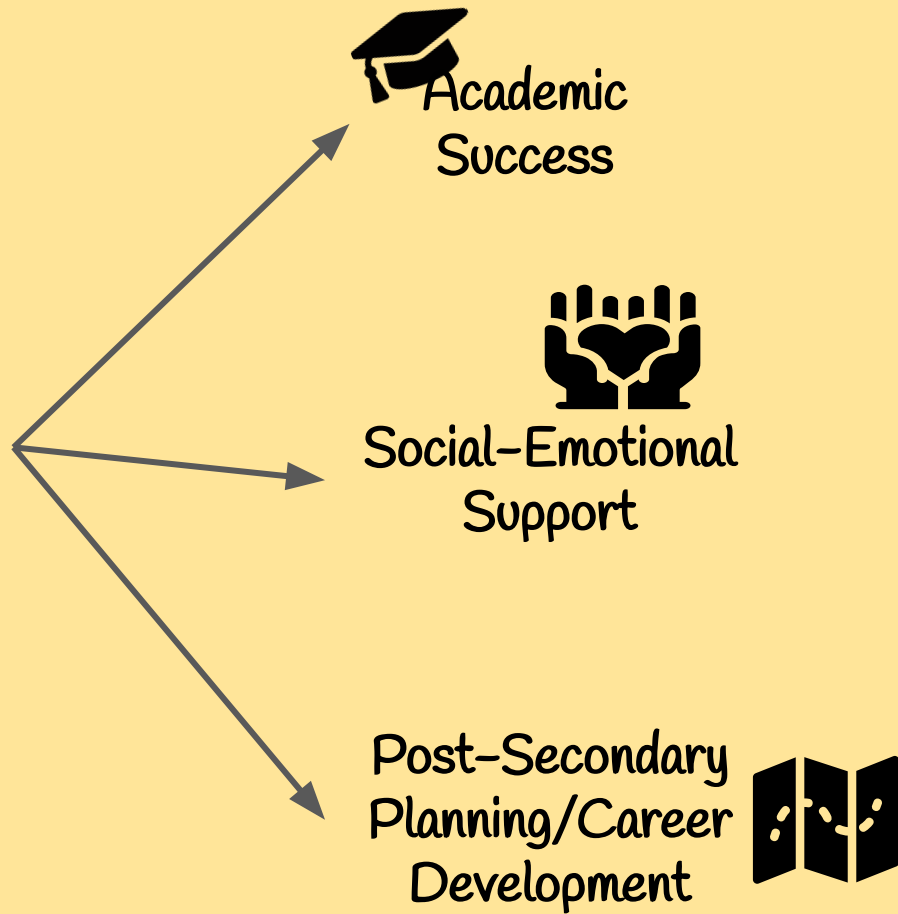 Academic
Success
Social-Emotional
Support
Post-Secondary
Planning/Career
Development